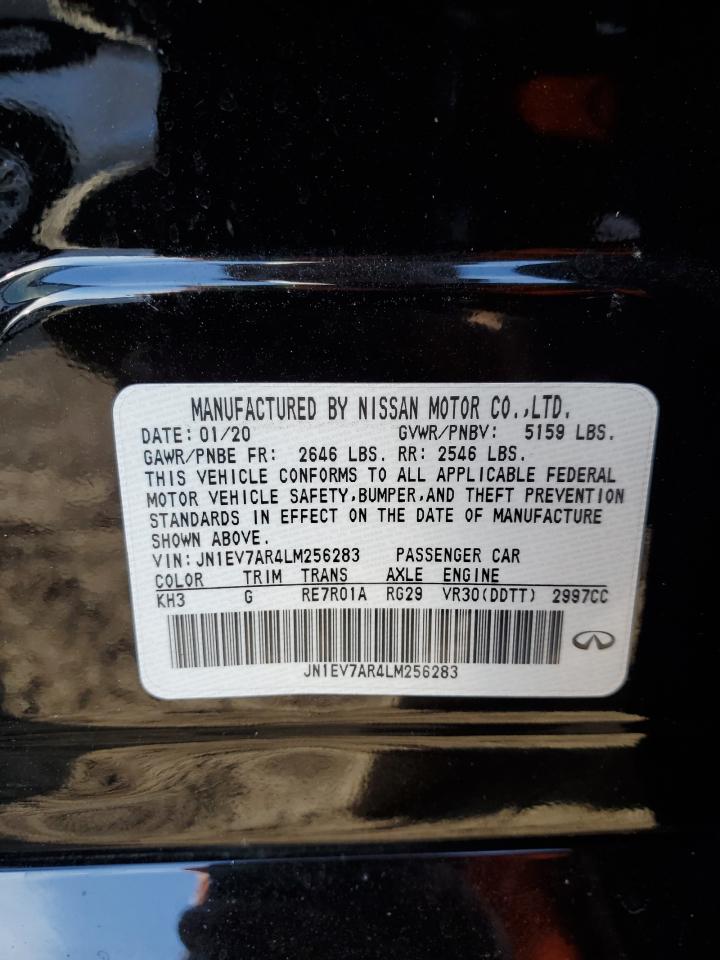 MANUFACTURED BY NISSAN MOTOR CO.,LTD.
DATE: 01/20 GVWR/PNBV: 5159 LBS.
GAWR/PNBE FR: 2646 LBS. RR: 2546 LBS.
THIS VEHICLE CONFORMS TO ALL APPLICABLE FEDERAL
MOTOR VEHICLE SAFETY,BUMPER,AND THEFT PREVENTION
STANDARDS IN EFFECT ON THE DATE OF MANUFACTURE
SHOWN ABOVE.
VIN: JN1EV7AR4LM256283 PASSENGER CAR
COLOR TRIM TRANS AXLE ENGINE
KH3 G RE7R01A RG29 VR30(DDTT) 2997CC
JN1EV7AR4LM256283